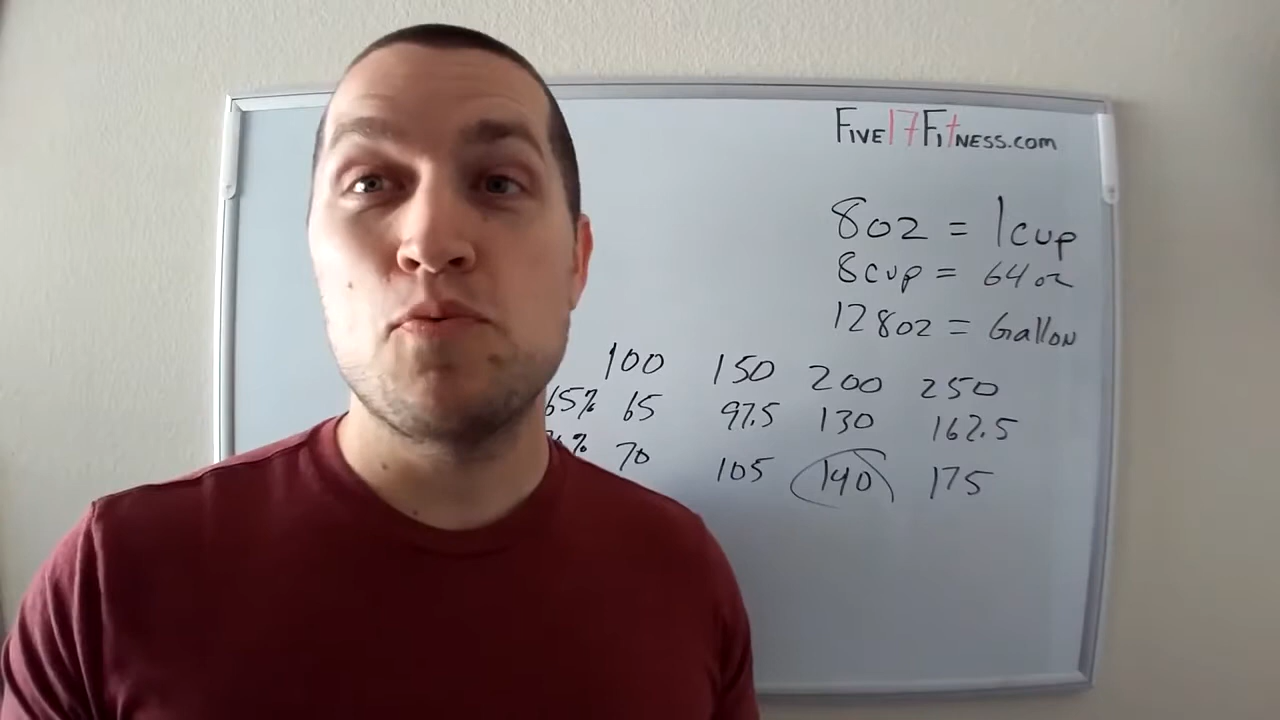 Five17Fitness.com
8oz = 1cup
8cup = 64oz
128oz = Gallon
100 150 200 250
65% 65 97.5 130 162.5
70 105 140 175